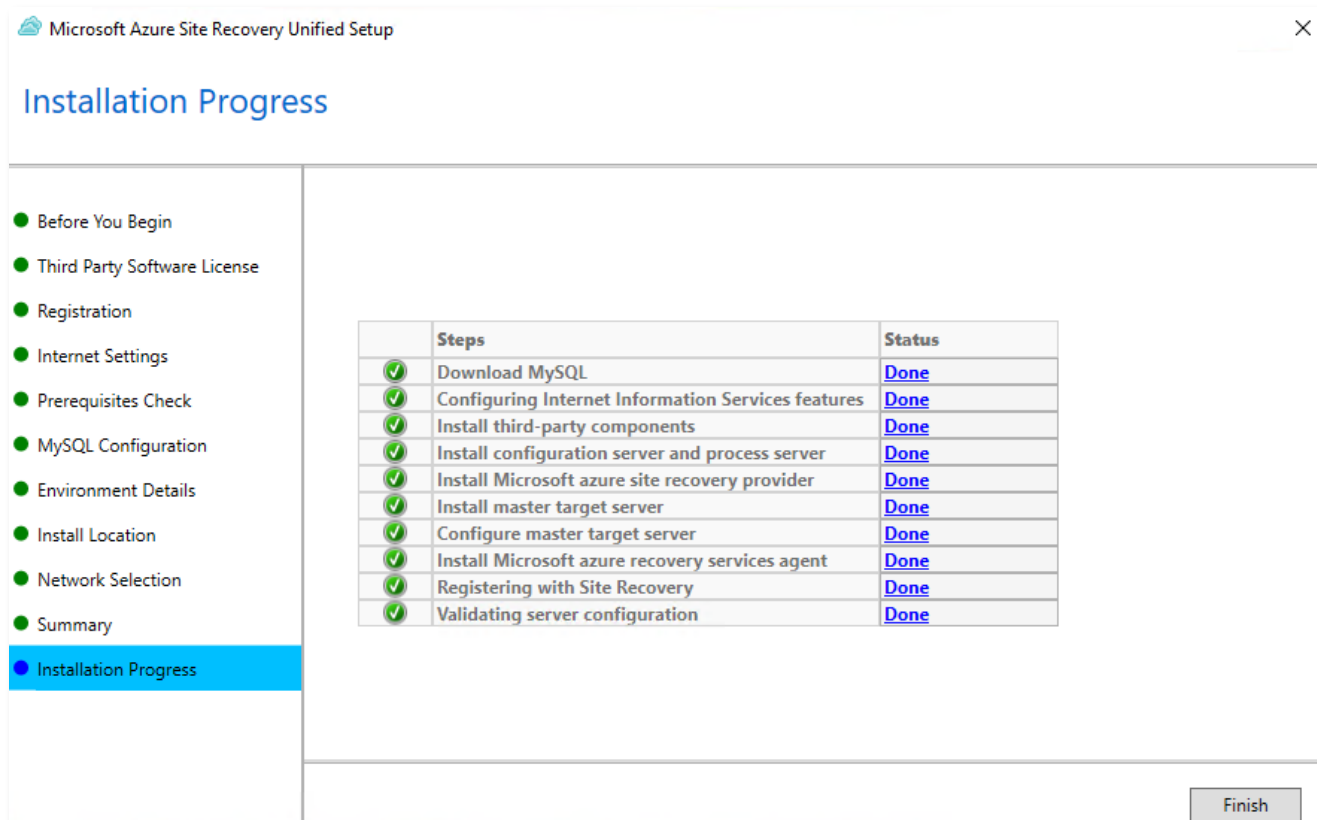 Microsoft Azure Site Recovery Unified Setup
Installation Progress
Before You Begin
Third Party Software License
Registration
Internet Settings
Prerequisites Check
MySQL Configuration
Environment Details
Install Location
Network Selection
Summary
Installation Progress
Steps Status
Download MySQL Done
Configuring Internet Information Services features Done
Install third-party components Done
Install configuration server and process server Done
Install Microsoft azure site recovery provider Done
Install master target server Done
Configure master target server Done
Install Microsoft azure recovery services agent Done
Registering with Site Recovery Done
Validating server configuration Done
Finish